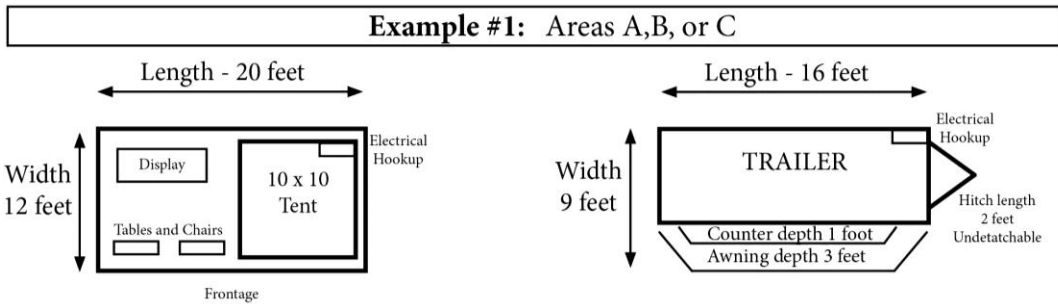 Example #1: Areas A,B, or C
Length - 20 feet
Width
12 feet
Display
10 x 10
Tent
Electrical
Hookup
Tables and Chairs
Frontage
Length - 16 feet
Width
9 feet
TRAILER
Electrical
Hookup
Hitch length
2 feet
Undetatchable
Counter depth 1 foot
Awning depth 3 feet